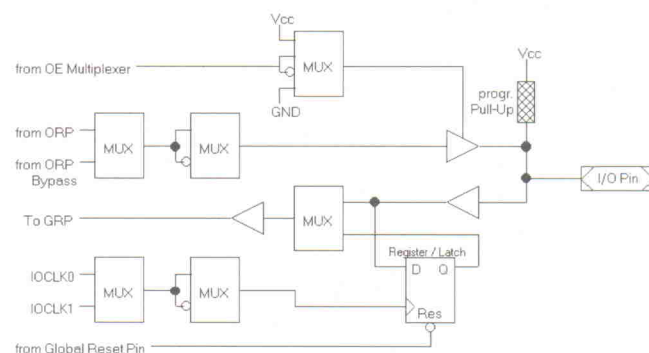 Vcc
from OE Multiplexer
MUX
GND
Vcc
progr.
Pull-Up
from ORP
MUX
MUX
from ORP
Bypass
I/O Pin
To GRP
MUX
Register / Latch
D Q
IOCLK0
MUX
MUX
IOCLK1
Res
from Global Reset Pin